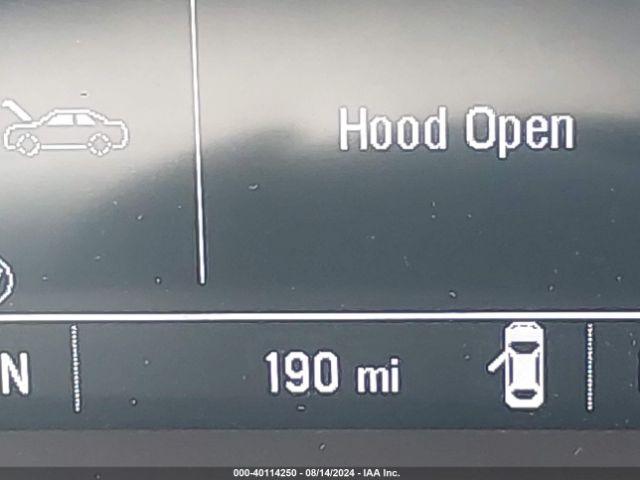 Hood Open
N
190 mi
000-40114250 - 08/14/2024 - IAA Inc.